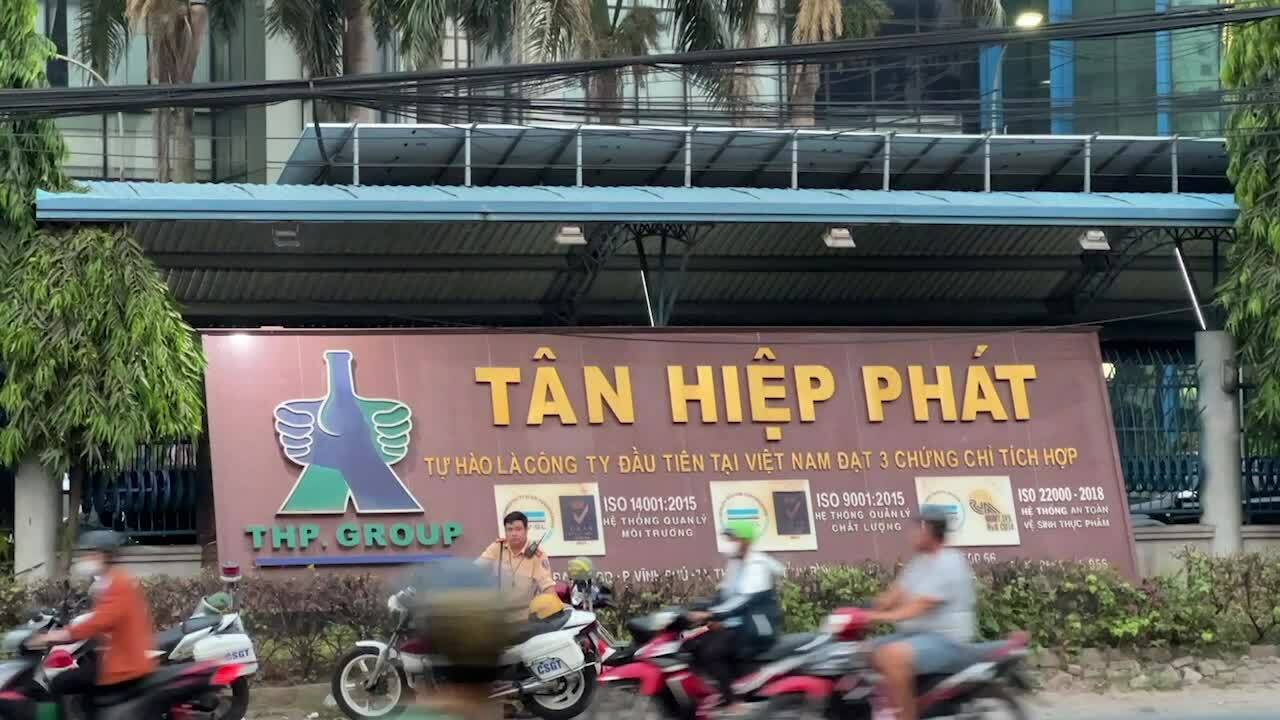 TÂN HIỆP PHÁT
TỰ HÀO LÀ CÔNG TY ĐẦU TIÊN TẠI VIỆT NAM ĐẠT 3 CHỨNG CHỈ TÍCH HỢP
THP. GROUP
ISO 14001:2015
HỆ THỐNG QUẢN LÝ
MÔI TRƯỜNG
ISO 9001:2015
HỆ THỐNG QUẢN LÝ
CHẤT LƯỢNG
ISO 22000 - 2018
HỆ THỐNG AN TOÀN
VỆ SINH THỰC PHẨM
P. VĨNH PHÚ
CSGT
CSGT